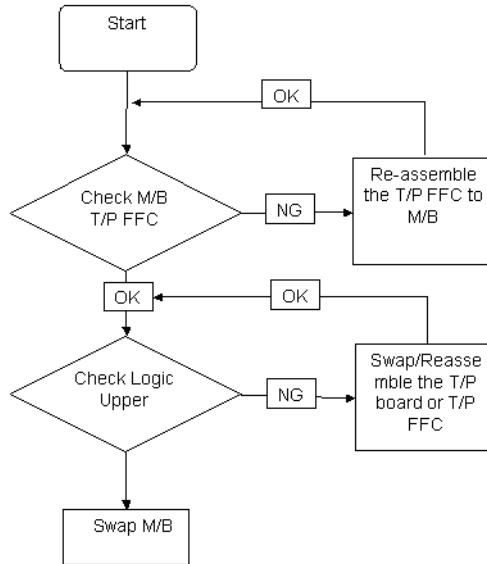 Start
OK
Check M/B
T/P FFC
NG
Re-assemble
the T/P FFC to
M/B
OK
OK
Check Logic
Upper
NG
Swap/Reasse
mble the T/P
board or T/P
FFC
Swap M/B